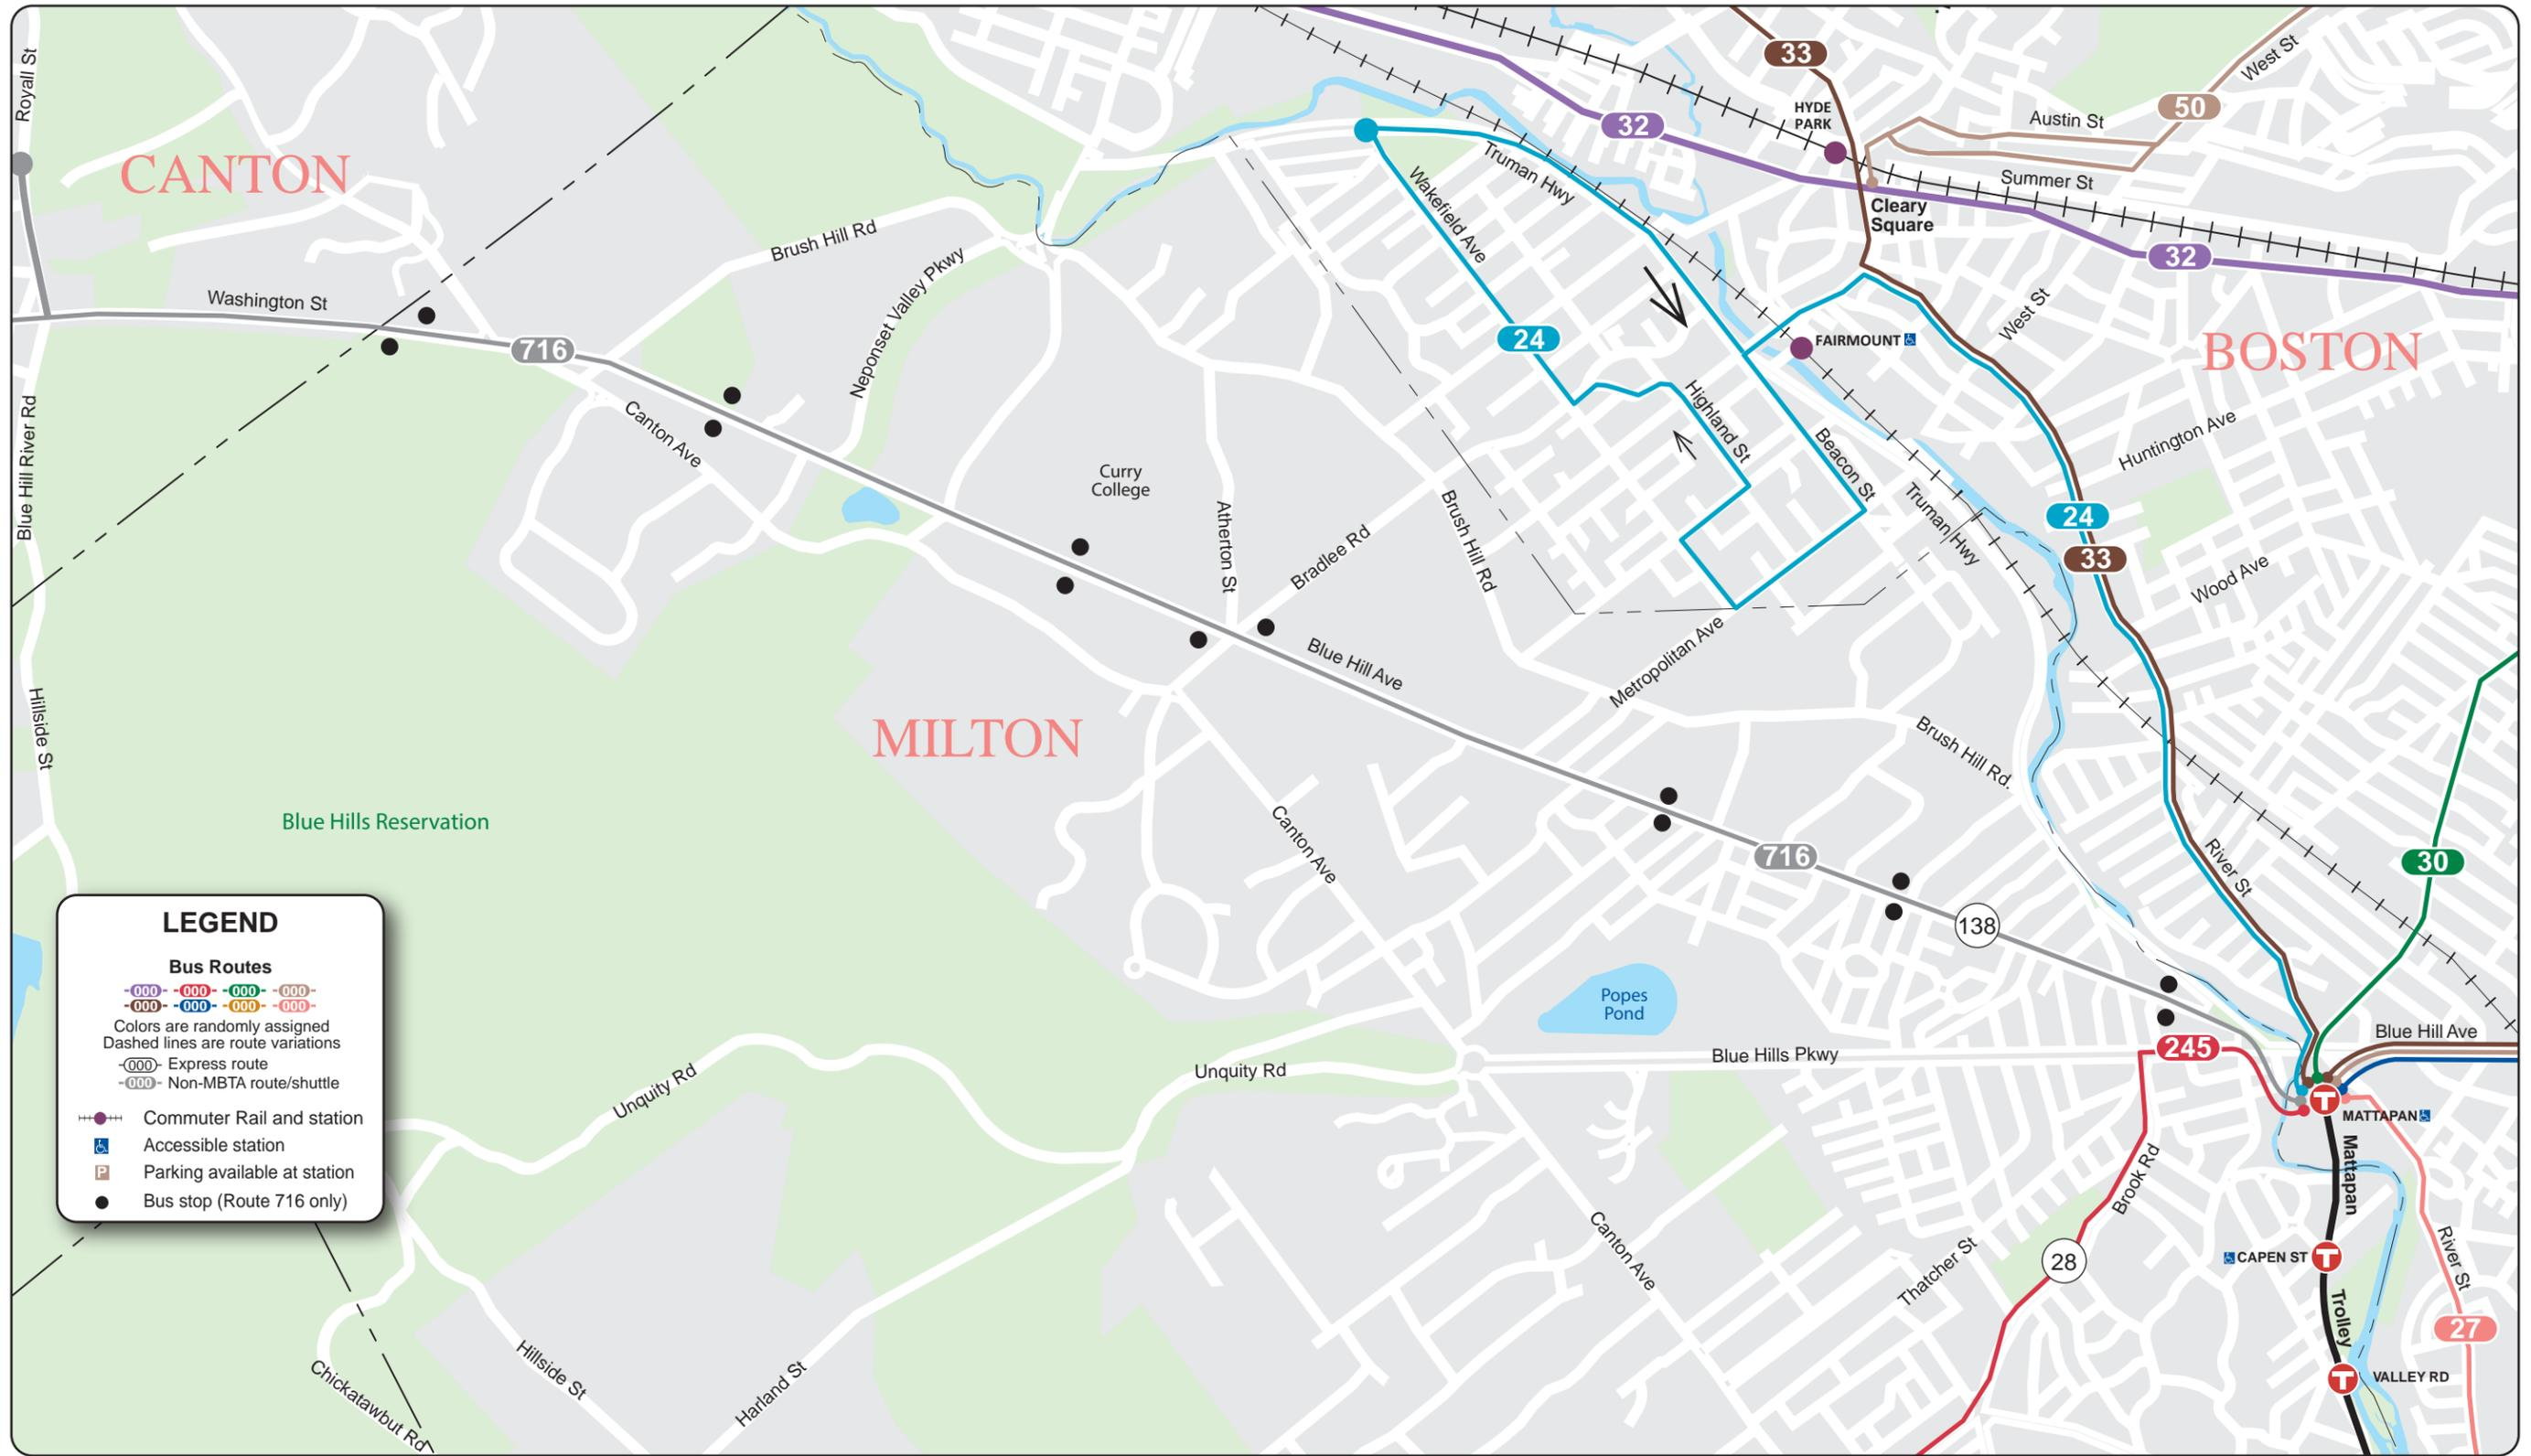 Royall St
CANTON
33
West St
50
HYDE
PARK
32
Austin St
Summer St
Cleary
Square
Truman Hwy
Wakefield Ave
Brush Hill Rd
Neponset Valley Pkwy
32
Washington St
716
24
FAIRMOUNT
West St
BOSTON
Blue Hill River Rd
Canton Ave
Highland St
Beacon St
Huntington Ave
Curry
College
Atherton St
Bradlee Rd
Brush Hill Rd
Truman Hwy
24
33
Wood Ave
Blue Hill Ave
Metropolitan Ave
Hillside St
MILTON
Brush Hill Rd.
Blue Hills Reservation
Canton Ave
716
River St
30
138
LEGEND
Bus Routes
000 000 000 000
000 000 000 000
Colors are randomly assigned
Dashed lines are route variations
000 Express route
000 Non-MBTA route/shuttle
Commuter Rail and station
Accessible station
P Parking available at station
Bus stop (Route 716 only)
Popes
Pond
Blue Hill Ave
245
Blue Hills Pkwy
Unquity Rd
Unquity Rd
T
MATTAPAN
Mattapan
Brook Rd
Canton Ave
Thatcher St
28
CAPEN ST
T
River St
Trolley
27
T
VALLEY RD
Chickatawbut Rd
Hillside St
Harland St